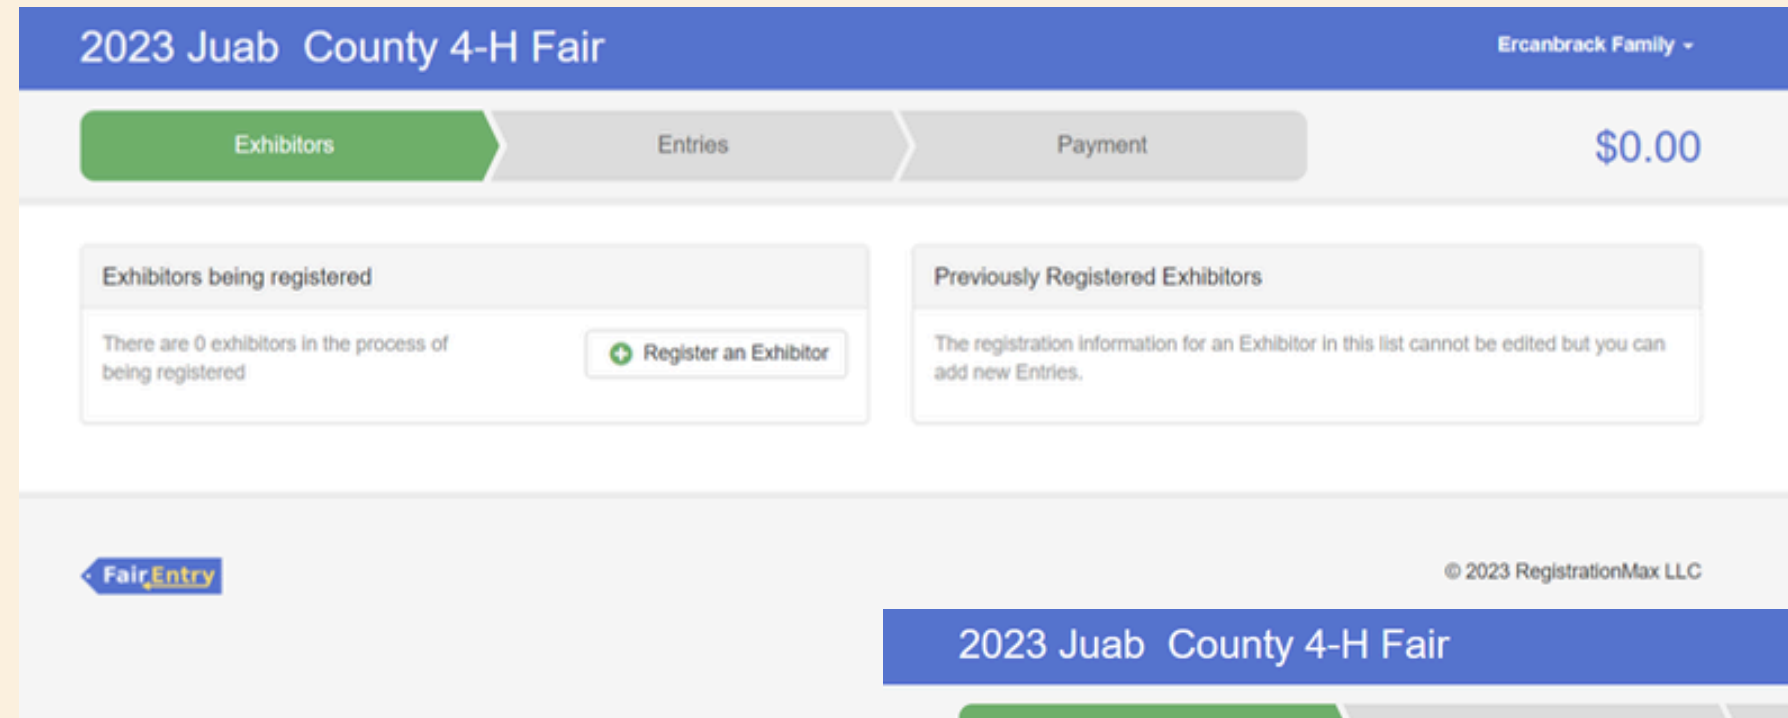 2023 Juab County 4-H Fair
Ercanbrack Family
Exhibitors
Entries
Payment
$0.00
Exhibitors being registered
There are 0 exhibitors in the process of
being registered
Register an Exhibitor
Previously Registered Exhibitors
The registration information for an Exhibitor in this list cannot be edited but you can
add new Entries.
FairEntry
© 2023 RegistrationMax LLC
2023 Juab County 4-H Fair